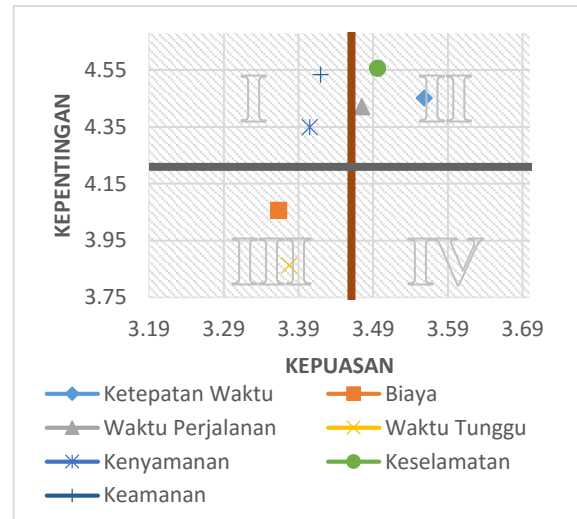 KEPENTINGAN
4.55
4.35
4.15
3.95
3.75
I
II
III
IV
3.19 3.29 3.39 3.49 3.59 3.69
KEPUASAN
Ketepatan Waktu Biaya
Waktu Perjalanan Waktu Tunggu
Kenyamanan Keselamatan
Keamanan